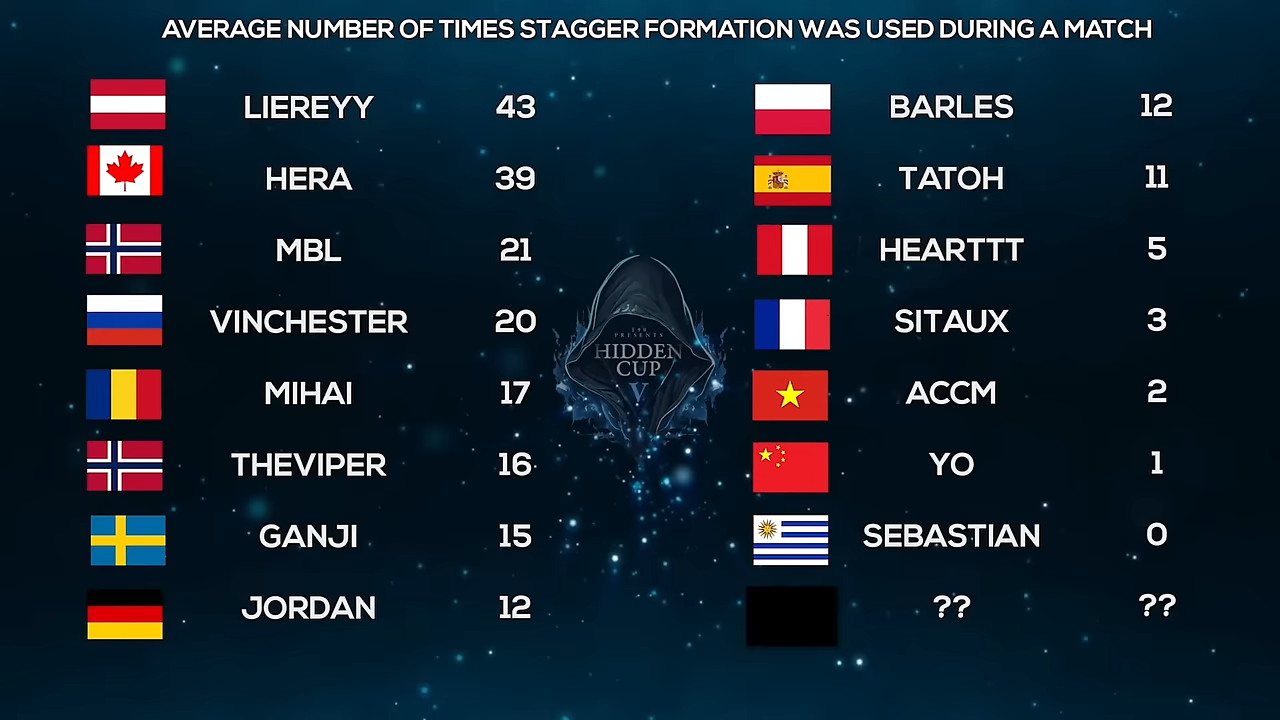 AVERAGE NUMBER OF TIMES STAGGER FORMATION WAS USED DURING A MATCH
LIEREYY 43
HERA 39
MBL 21
VINCHESTER 20
MIHAI 17
THEVIPER 16
GANJI 15
JORDAN 12
T90
PRESENTS
HIDDEN
CUP
V
BARLES 12
TATOH 11
HEARTTT 5
SITAUX 3
ACCM 2
YO 1
SEBASTIAN 0
?? ??